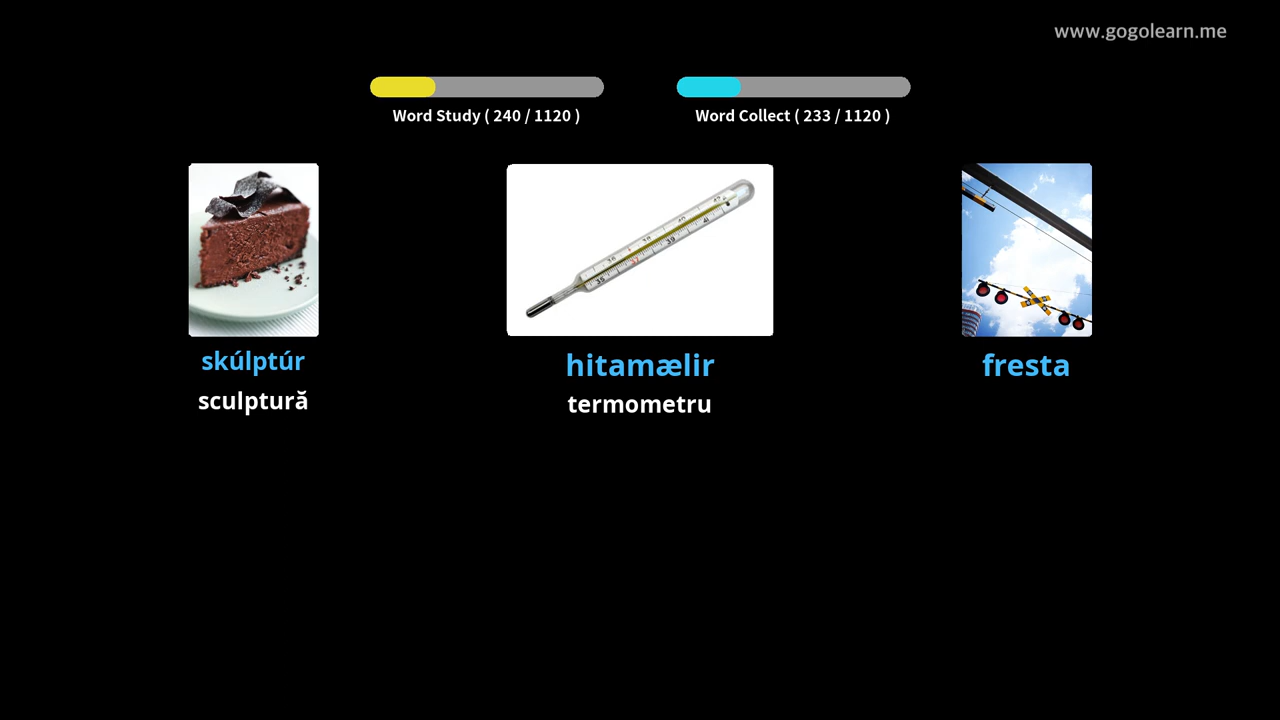 www.gogolearn.me
Word Study ( 240 / 1120 )
Word Collect ( 233 / 1120 )
skúlptúr
sculptură
hitamælir
termometru
fresta